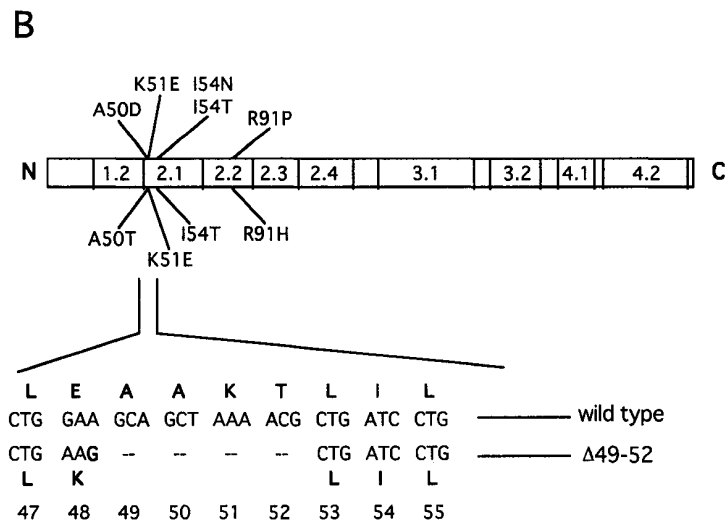 B
K51E I54N
A50D I54T R91P
N 1.2 2.1 2.2 2.3 2.4 3.1 3.2 4.1 4.2 C
A50T I54T R91H
K51E
L E A A K T L I L
CTG GAA GCA GCT AAA ACG CTG ATC CTG wild type
CTG AAG -- -- -- -- CTG ATC CTG Δ49-52
L K L I L
47 48 49 50 51 52 53 54 55